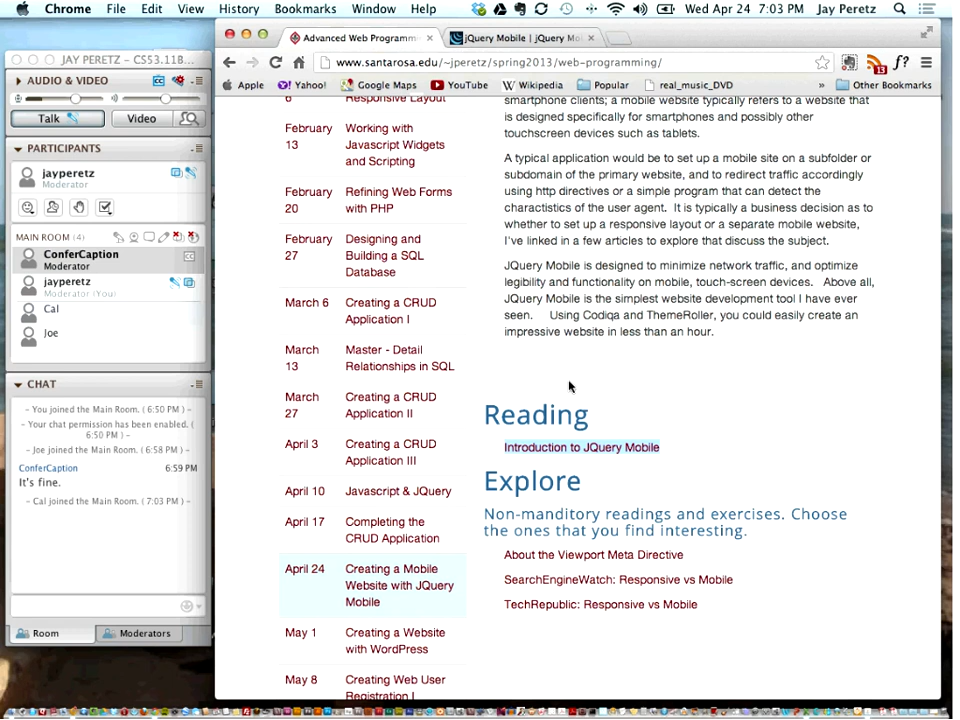 Chrome File Edit View History Bookmarks Window Help Wed Apr 24 7:03 PM Jay Peretz
JAY PERETZ – CS53.11B...
AUDIO & VIDEO
Talk Video
PARTICIPANTS
jayperetz
Moderator
MAIN ROOM (4)
ConferCaption
Moderator
jayperetz
Moderator (You)
Cal
Joe
CHAT
– You joined the Main Room. ( 6:50 PM ) –
– Your chat permission has been enabled. (
6:50 PM ) –
– Joe joined the Main Room. ( 6:58 PM ) –
ConferCaption 6:59 PM
It's fine.
– Cal joined the Main Room. ( 7:03 PM ) –
Room Moderators
Advanced Web Programm
jQuery Mobile | jQuery Mo
www.santarosa.edu/~jperetz/spring2013/web-programming/
13
Apple Yahoo! Google Maps YouTube Wikipedia Popular real_music_DVD » Other Bookmarks
6 Responsive Layout
February
13
Working with
Javascript Widgets
and Scripting
February
20
Refining Web Forms
with PHP
February
27
Designing and
Building a SQL
Database
March 6
Creating a CRUD
Application I
March
13
Master - Detail
Relationships in SQL
March
27
Creating a CRUD
Application II
April 3
Creating a CRUD
Application III
April 10
Javascript & JQuery
April 17
Completing the
CRUD Application
April 24
Creating a Mobile
Website with JQuery
Mobile
May 1
Creating a Website
with WordPress
May 8
Creating Web User
Registration I
smartphone clients; a mobile website typically refers to a website that
is designed specifically for smartphones and possibly other
touchscreen devices such as tablets.
A typical application would be to set up a mobile site on a subfolder or
subdomain of the primary website, and to redirect traffic accordingly
using http directives or a simple program that can detect the
charactistics of the user agent. It is typically a business decision as to
whether to set up a responsive layout or a separate mobile website,
I've linked in a few articles to explore that discuss the subject.
JQuery Mobile is designed to minimize network traffic, and optimize
legibility and functionality on mobile, touch-screen devices. Above all,
JQuery Mobile is the simplest website development tool I have ever
seen. Using Codiqa and ThemeRoller, you could easily create an
impressive website in less than an hour.
Reading
Introduction to JQuery Mobile
Explore
Non-manditory readings and exercises. Choose
the ones that you find interesting.
About the Viewport Meta Directive
SearchEngineWatch: Responsive vs Mobile
TechRepublic: Responsive vs Mobile